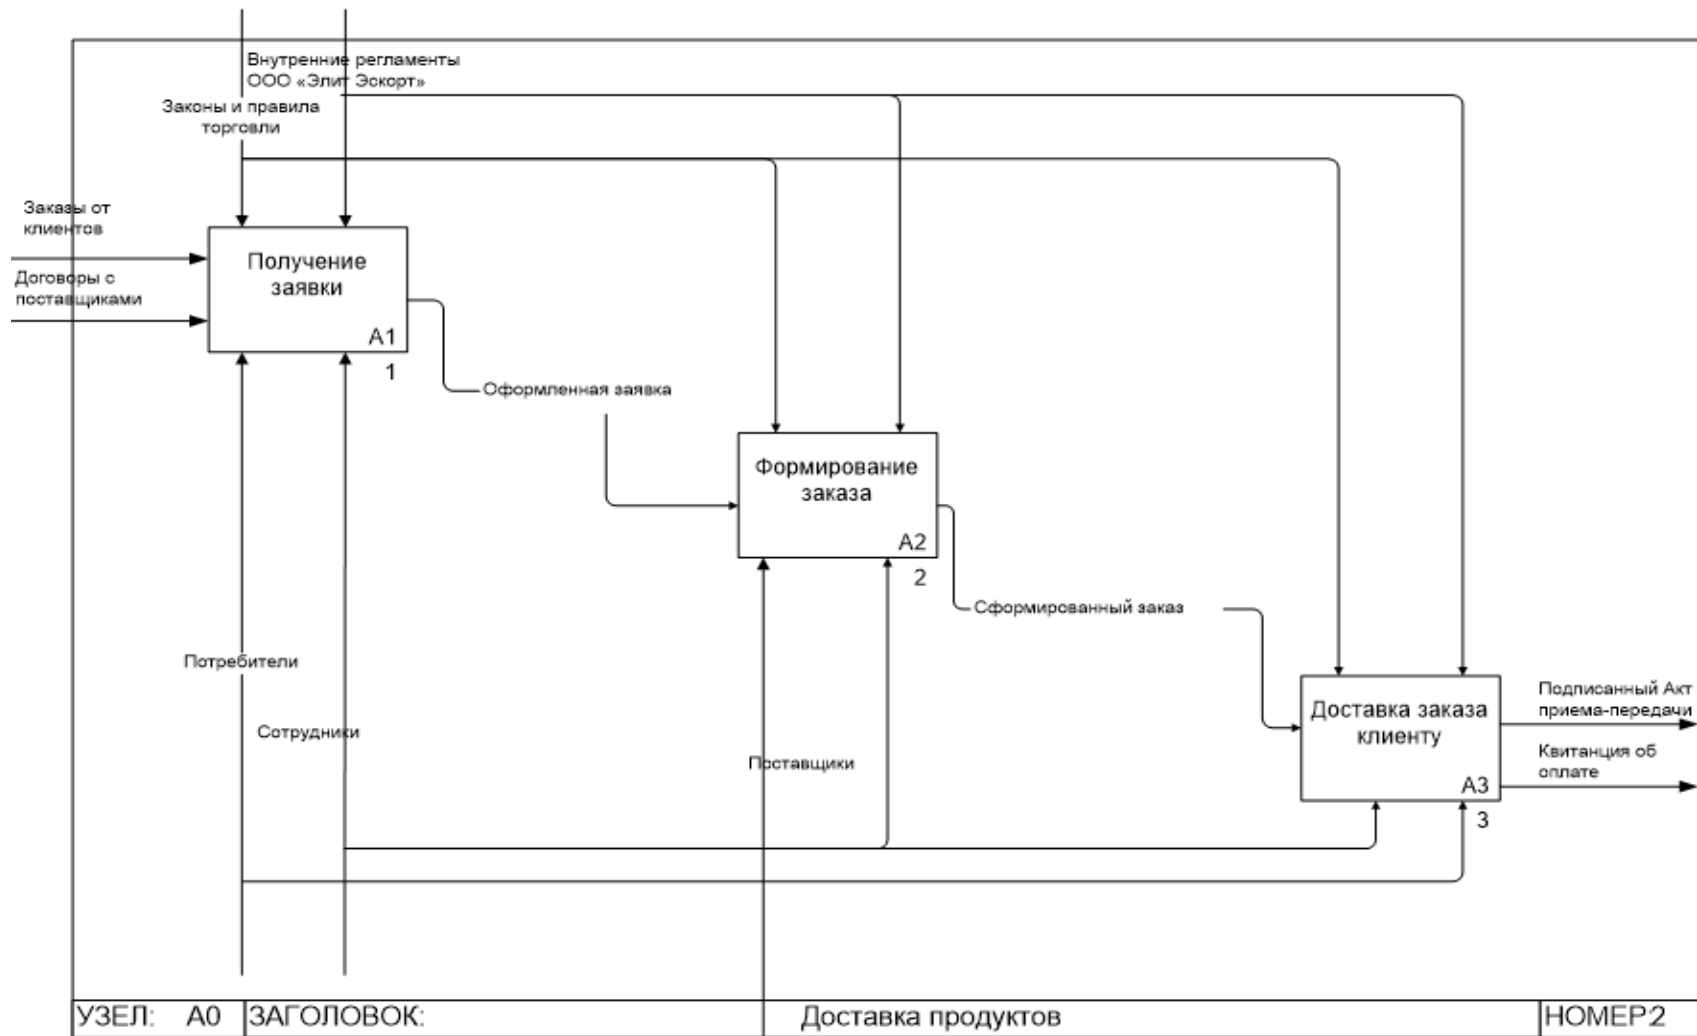 Внутренние регламенты
ООО «Элит Эскорт»
Законы и правила
торговли
Заказы от
клиентов
Договоры с
поставщиками
Получение
заявки
A1
1
Оформленная заявка
Формирование
заказа
A2
2
Сформированный заказ
Потребители
Сотрудники
Поставщики
Доставка заказа
клиенту
A3
3
Подписанный Акт
приема-передачи
Квитанция об
оплате
УЗЕЛ: A0 ЗАГОЛОВОК: Доставка продуктов НОМЕР:2